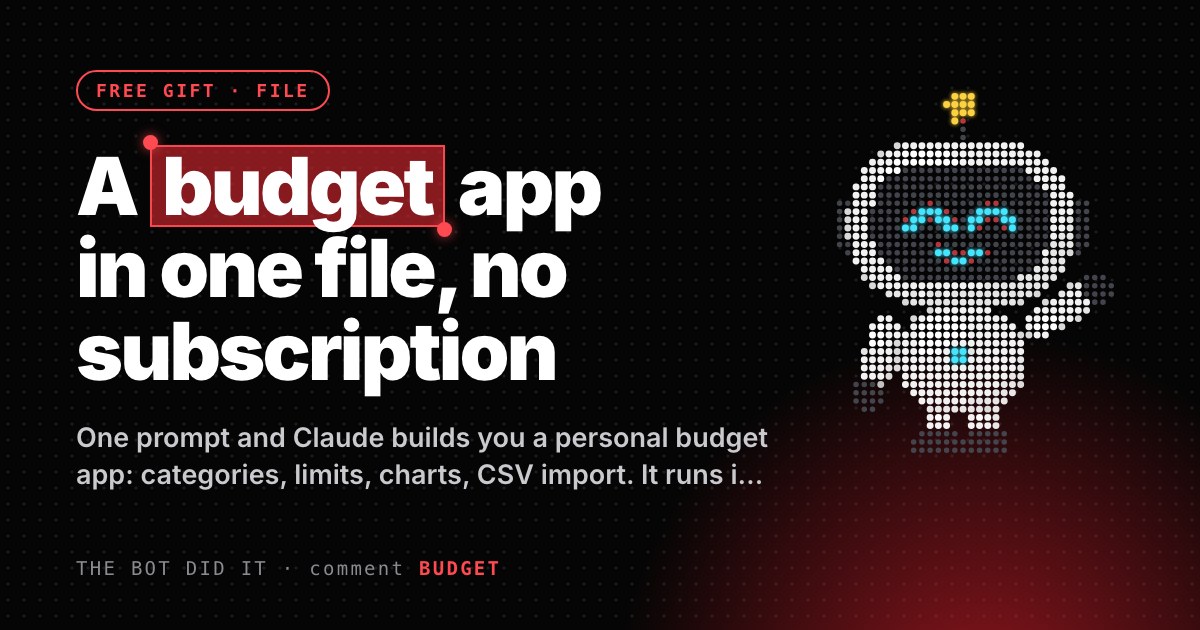 FREE GIFT · FILE
A budget app
in one file, no
subscription
One prompt and Claude builds you a personal budget
app: categories, limits, charts, CSV import. It runs i...
THE BOT DID IT · comment BUDGET